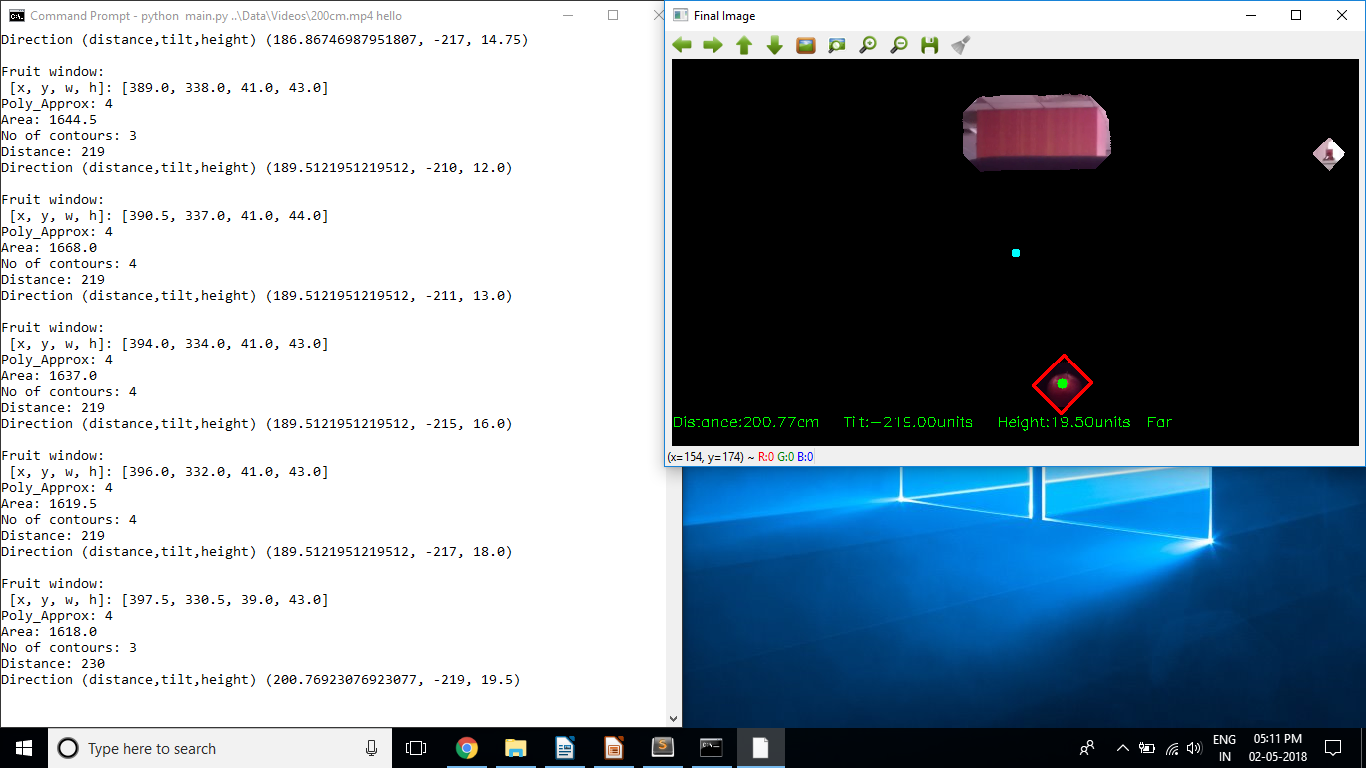 Command Prompt - python  main.py ..\Data\Videos\200cm.mp4 hello
Direction (distance,tilt,height) (186.86746987951807, -217, 14.75)
Fruit window:
[x, y, w, h]: [389.0, 338.0, 41.0, 43.0]
Poly_Approx: 4
Area: 1644.5
No of contours: 3
Distance: 219
Direction (distance,tilt,height) (189.5121951219512, -210, 12.0)
Fruit window:
[x, y, w, h]: [390.5, 337.0, 41.0, 44.0]
Poly_Approx: 4
Area: 1668.0
No of contours: 4
Distance: 219
Direction (distance,tilt,height) (189.5121951219512, -211, 13.0)
Fruit window:
[x, y, w, h]: [394.0, 334.0, 41.0, 43.0]
Poly_Approx: 4
Area: 1637.0
No of contours: 4
Distance: 219
Direction (distance,tilt,height) (189.5121951219512, -215, 16.0)
Fruit window:
[x, y, w, h]: [396.0, 332.0, 41.0, 43.0]
Poly_Approx: 4
Area: 1619.5
No of contours: 4
Distance: 219
Direction (distance,tilt,height) (189.5121951219512, -217, 18.0)
Fruit window:
[x, y, w, h]: [397.5, 330.5, 39.0, 43.0]
Poly_Approx: 4
Area: 1618.0
No of contours: 3
Distance: 230
Direction (distance,tilt,height) (200.76923076923077, -219, 19.5)
Final Image
Distance:200.77cm Tilt:-219.00units Height:19.50units Far
(x=154, y=174) ~ R:0 G:0 B:0
Type here to search
ENG
IN
05:11 PM
02-05-2018